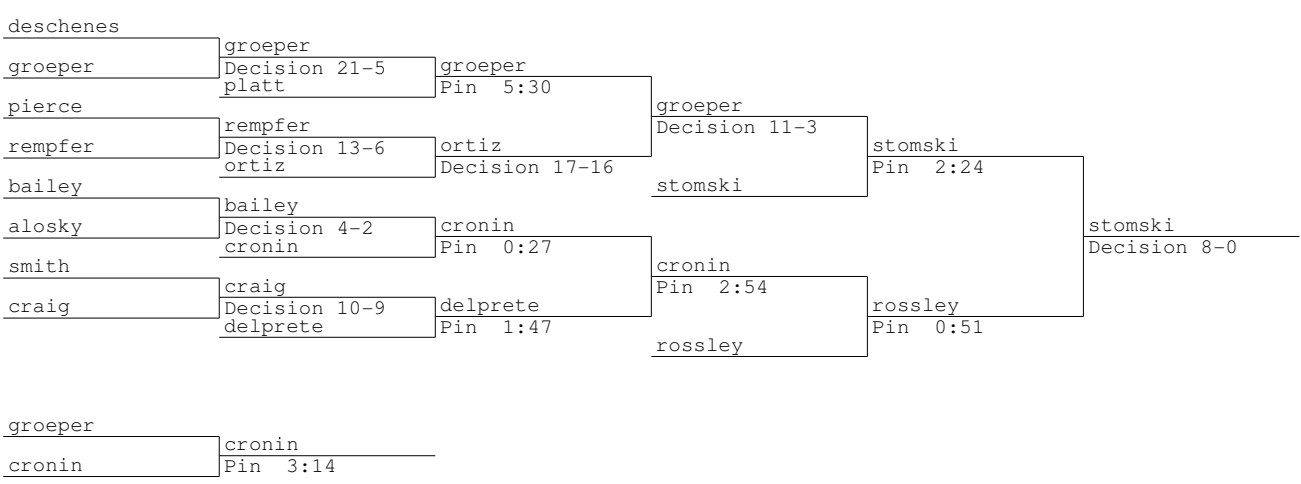 deschenes
groeper
groeper
Decision 21-5
groeper
platt
Pin 5:30
pierce
groeper
rempfer
Decision 11-3
rempfer
Decision 13-6
ortiz
stomski
ortiz
Decision 17-16
Pin 2:24
bailey
stomski
bailey
alosky
Decision 4-2
cronin
stomski
cronin
Pin 0:27
Decision 8-0
smith
cronin
craig
Pin 2:54
craig
Decision 10-9
delprete
rossley
delprete
Pin 1:47
Pin 0:51
rossley
groeper
cronin
cronin
Pin 3:14